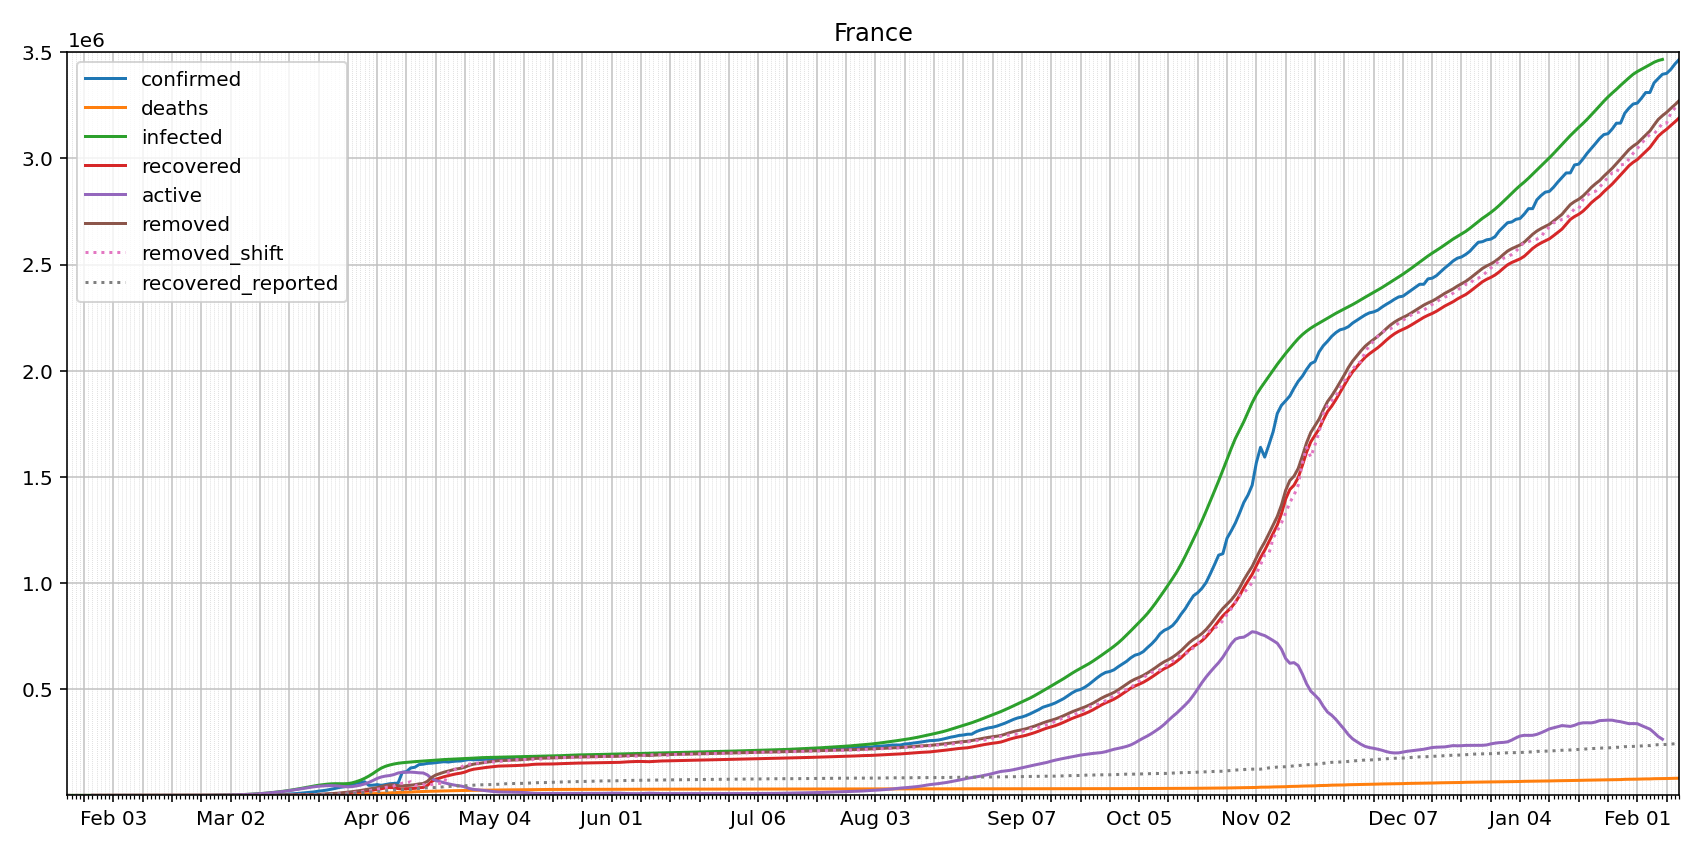 France
1e6
3.5
3.0
2.5
2.0
1.5
1.0
0.5
confirmed
deaths
infected
recovered
active
removed
removed_shift
recovered_reported
Feb 03 Mar 02 Apr 06 May 04 Jun 01 Jul 06 Aug 03 Sep 07 Oct 05 Nov 02 Dec 07 Jan 04 Feb 01